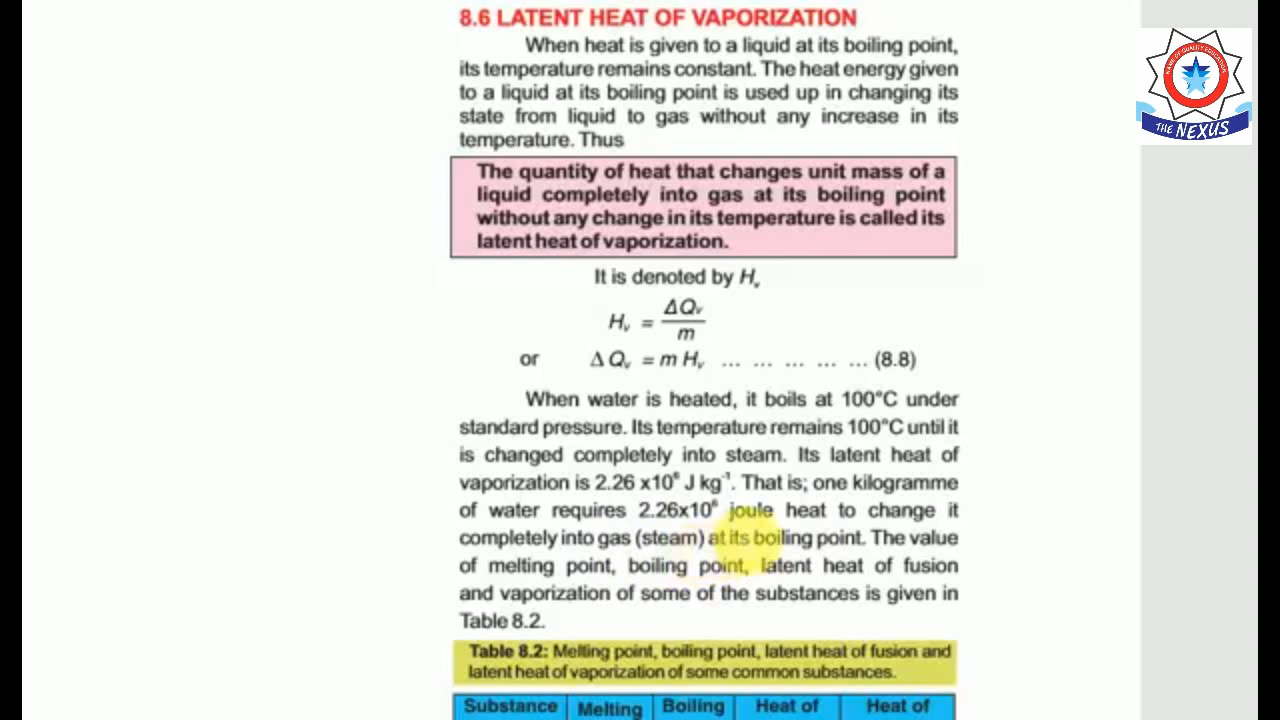 8.6 LATENT HEAT OF VAPORIZATION
When heat is given to a liquid at its boiling point,
its temperature remains constant. The heat energy given
to a liquid at its boiling point is used up in changing its
state from liquid to gas without any increase in its
temperature. Thus
The quantity of heat that changes unit mass of a
liquid completely into gas at its boiling point
without any change in its temperature is called its
latent heat of vaporization.
It is denoted by Hᵥ
Hᵥ = ΔQᵥ/m
or ΔQᵥ = m Hᵥ ... ... ... ... ... (8.8)
When water is heated, it boils at 100°C under
standard pressure. Its temperature remains 100°C until it
is changed completely into steam. Its latent heat of
vaporization is 2.26 x10⁶ J kg⁻¹. That is; one kilogramme
of water requires 2.26x10⁶ joule heat to change it
completely into gas (steam) at its boiling point. The value
of melting point, boiling point, latent heat of fusion
and vaporization of some of the substances is given in
Table 8.2.
Table 8.2: Melting point, boiling point, latent heat of fusion and
latent heat of vaporization of some common substances.
Substance Melting Boiling Heat of Heat of
THE NEXUS